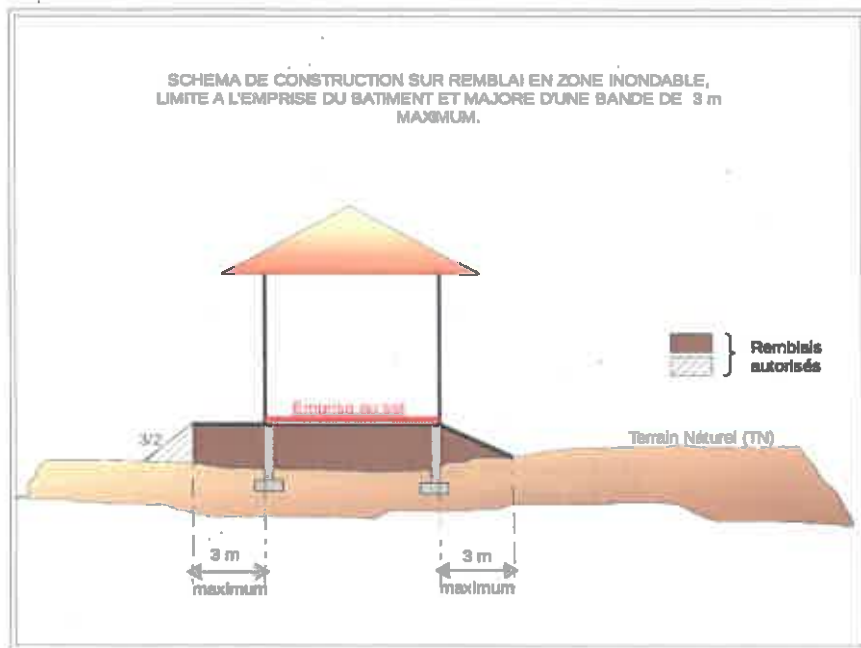 SCHEMA DE CONSTRUCTION SUR REMBLAI EN ZONE INONDABLE,
LIMITE A L'EMPRISE DU BATIMENT ET MAJORE D'UNE BANDE DE 3 m
MAXIMUM.
Remblais
autorisés
Emprise au sol
3/2
Terrain Naturel (TN)
3 m
maximum
3 m
maximum